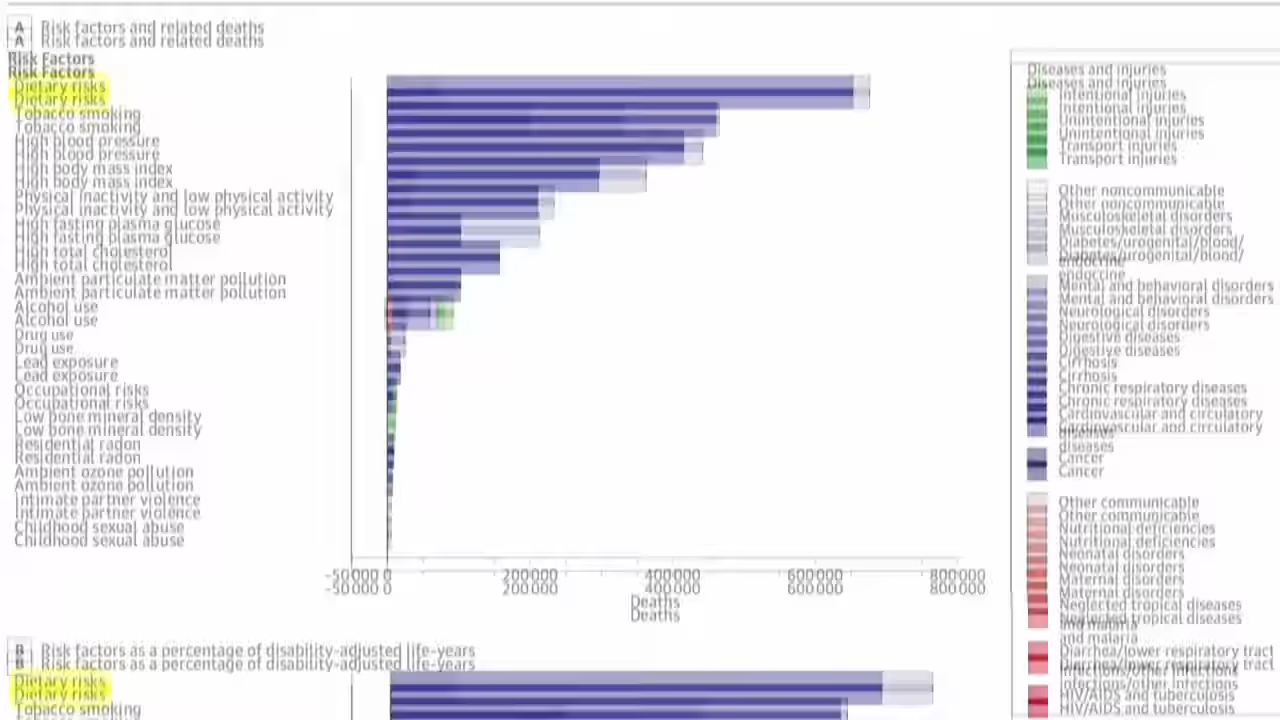 A Risk factors and related deaths
Risk Factors
Dietary risks
Tobacco smoking
High blood pressure
High body mass index
Physical inactivity and low physical activity
High fasting plasma glucose
High total cholesterol
Ambient particulate matter pollution
Alcohol use
Drug use
Lead exposure
Occupational risks
Low bone mineral density
Residential radon
Ambient ozone pollution
Intimate partner violence
Childhood sexual abuse
-50000 0 200000 400000 600000 800000
Deaths
Diseases and injuries
Intentional injuries
Unintentional injuries
Transport injuries
Other noncommunicable
Musculoskeletal disorders
Diabetes/urogenital/blood/
endocrine
Mental and behavioral disorders
Neurological disorders
Digestive diseases
Cirrhosis
Chronic respiratory diseases
Cardiovascular and circulatory
diseases
Cancer
Other communicable
Nutritional deficiencies
Neonatal disorders
Maternal disorders
Neglected tropical diseases
and malaria
Diarrhea/lower respiratory tract
infections/other infections
HIV/AIDS and tuberculosis
B Risk factors as a percentage of disability-adjusted life-years
Dietary risks
Tobacco smoking